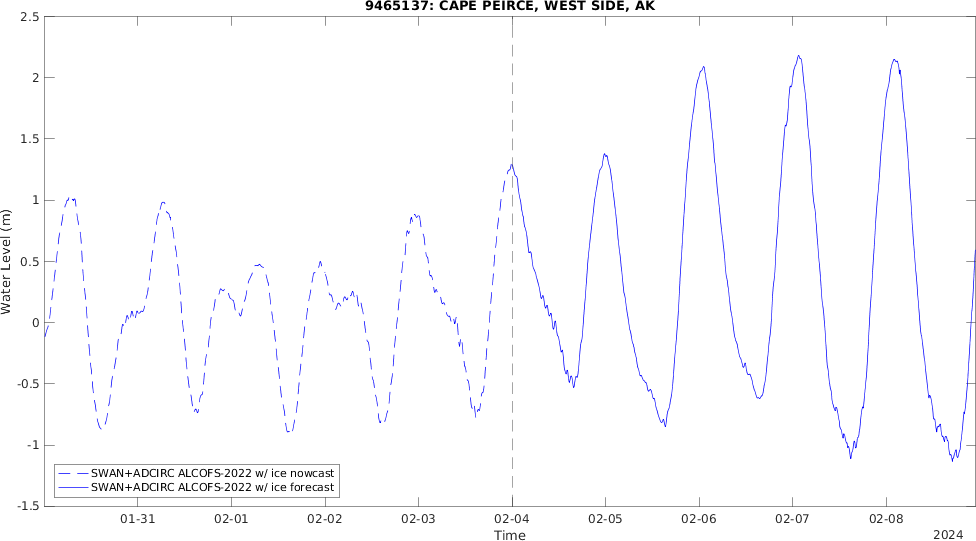 9465137: CAPE PEIRCE, WEST SIDE, AK
2.5
2
1.5
1
0.5
0
-0.5
-1
-1.5
Water Level (m)
SWAN+ADCIRC ALCOFS-2022 w/ ice nowcast
SWAN+ADCIRC ALCOFS-2022 w/ ice forecast
01-31 02-01 02-02 02-03 02-04 02-05 02-06 02-07 02-08
Time
2024